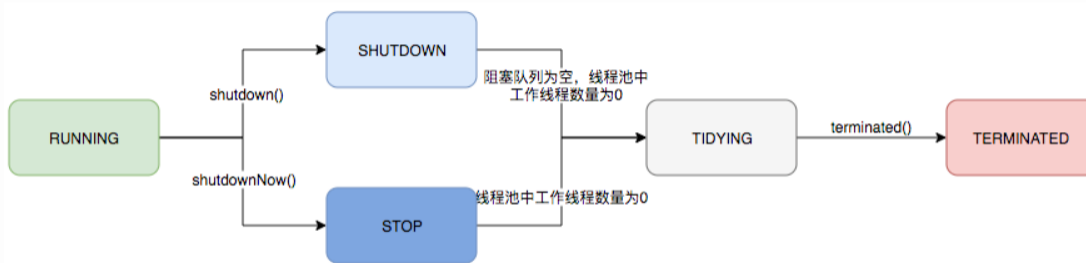 SHUTDOWN
阻塞队列为空，线程池中
工作线程数量为0
shutdown()
RUNNING
TIDYING
terminated()
TERMINATED
shutdownNow()
线程池中工作线程数量为0
STOP